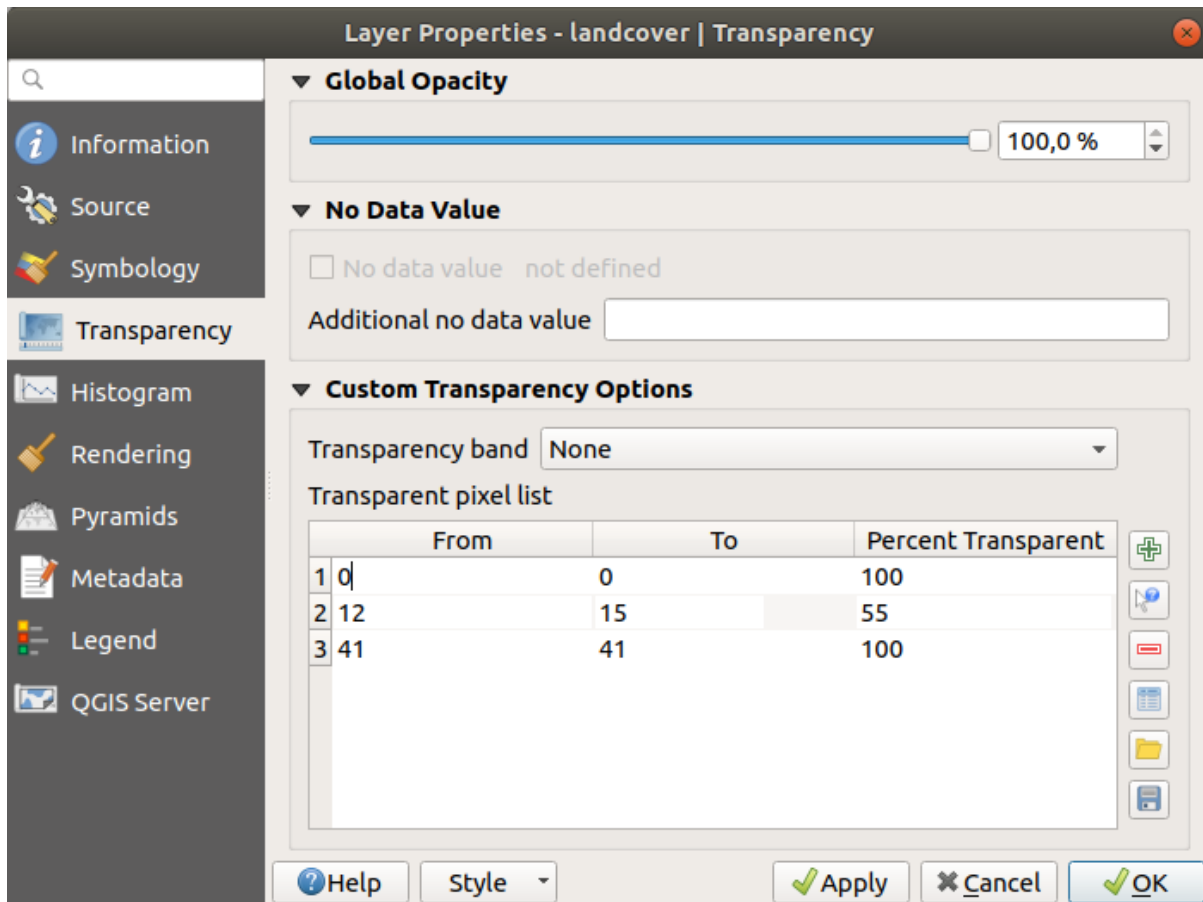 Layer Properties - landcover | Transparency
Information
Source
Symbology
Transparency
Histogram
Rendering
Pyramids
Metadata
Legend
QGIS Server
Global Opacity
100,0 %
No Data Value
No data value not defined
Additional no data value
Custom Transparency Options
Transparency band None
Transparent pixel list
From To Percent Transparent
1 0 0 100
2 12 15 55
3 41 41 100
Help Style Apply Cancel OK